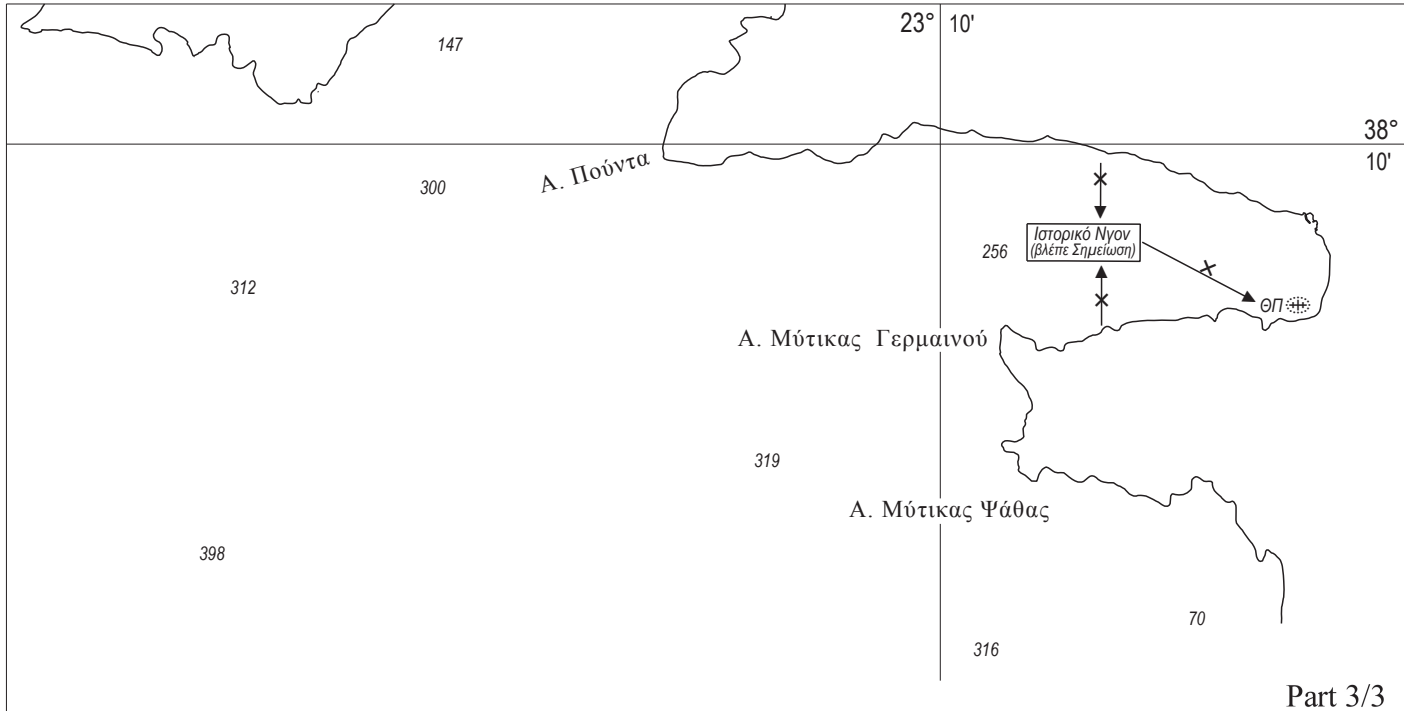 23° 10'
147
38°
10'
Α. Πούντα
300
Ιστορικό Νγον
(βλέπε Σημείωση)
256
312
ΘΠ
Α. Μύτικας Γερμαινού
319
Α. Μύτικας Ψάθας
398
70
316
Part 3/3